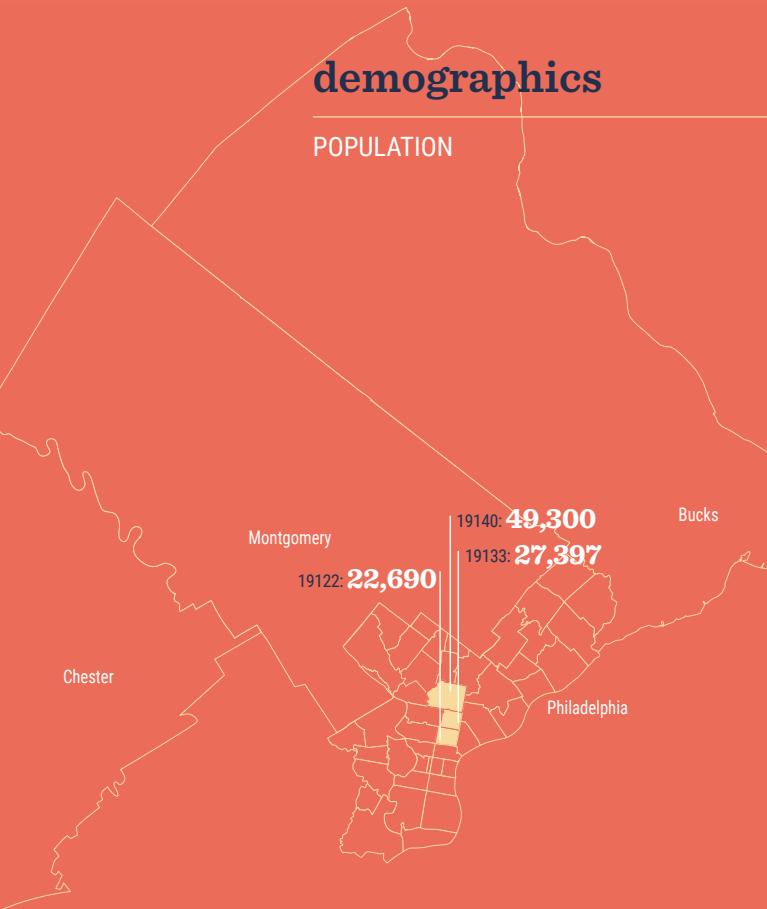 demographics
POPULATION
19140: 49,300
Bucks
Montgomery
19133: 27,397
19122: 22,690
Chester
Philadelphia